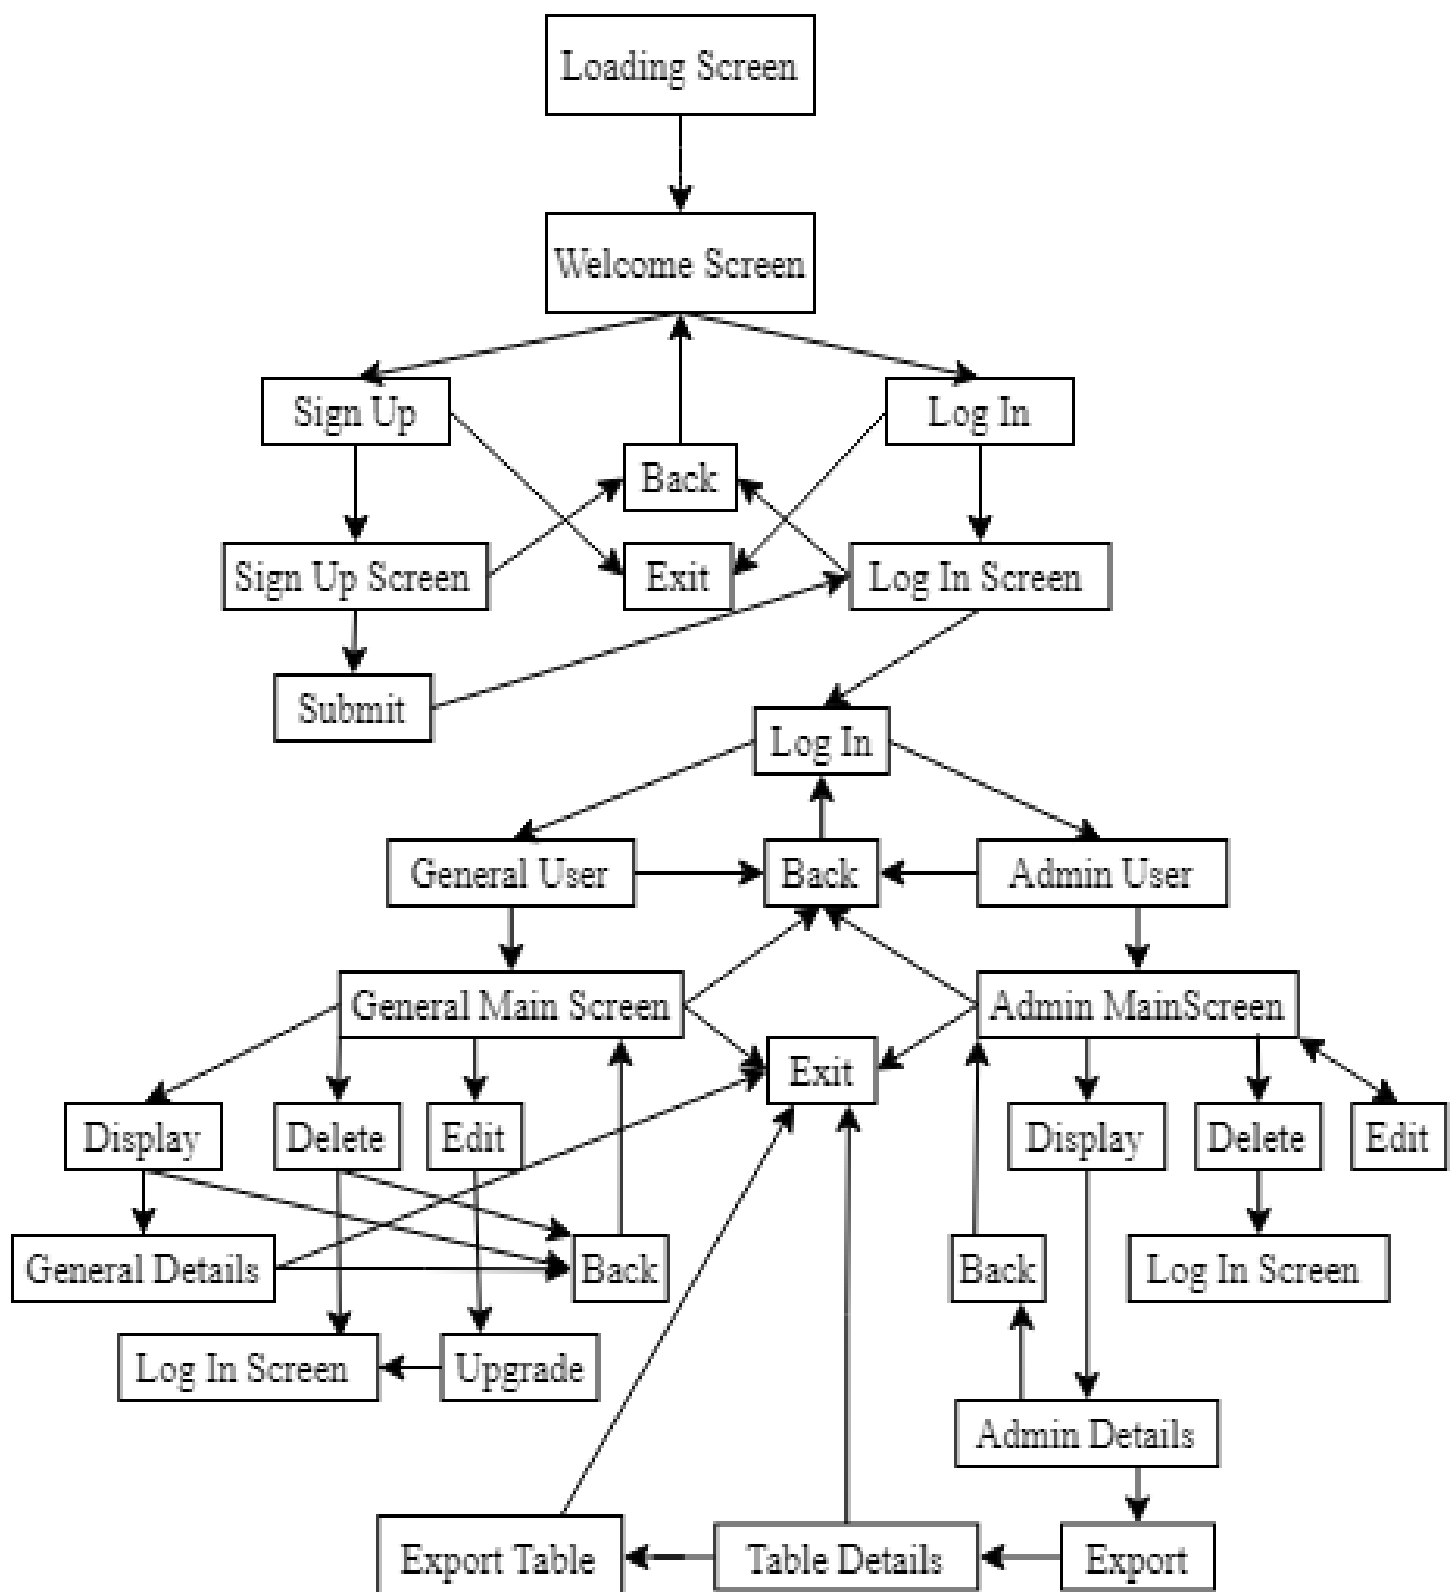 Loading Screen
Welcome Screen
Sign Up
Log In
Back
Sign Up Screen
Exit
Log In Screen
Submit
Log In
General User
Back
Admin User
General Main Screen
Admin MainScreen
Exit
Display
Delete
Edit
Display
Delete
Edit
General Details
Back
Back
Log In Screen
Log In Screen
Upgrade
Admin Details
Export Table
Table Details
Export